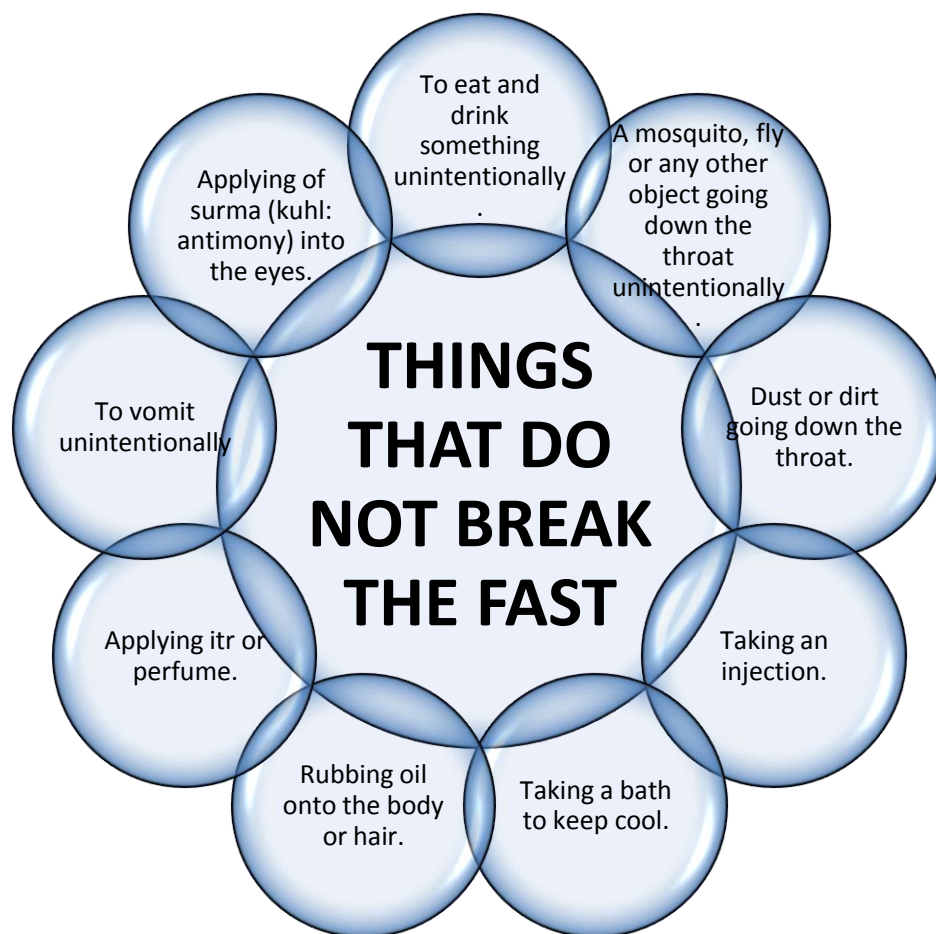 To eat and
drink
something
unintentionally
.
A mosquito, fly
or any other
object going
down the
throat
unintentionally
.
Dust or dirt
going down the
throat.
Taking an
injection.
Taking a bath
to keep cool.
Rubbing oil
onto the body
or hair.
Applying itr or
perfume.
To vomit
unintentionally
Applying of
surma (kuhl:
antimony) into
the eyes.
THINGS
THAT DO
NOT BREAK
THE FAST